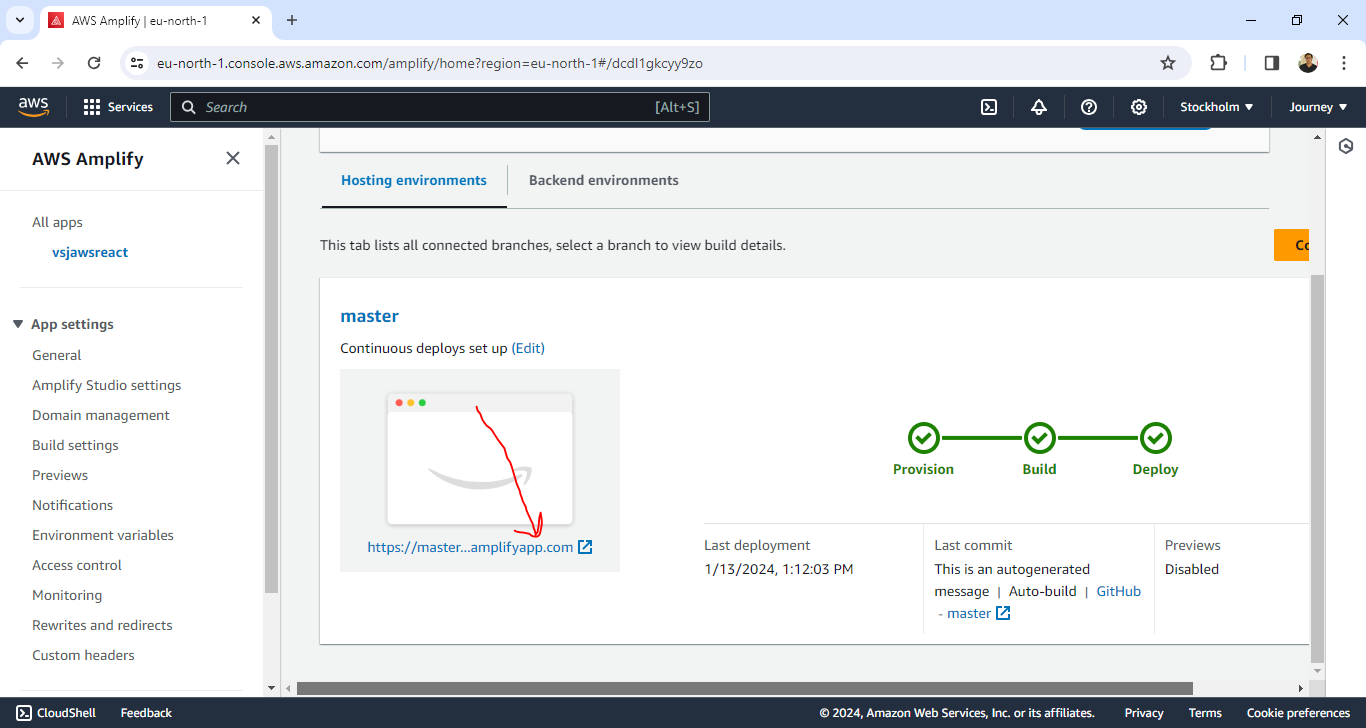 AWS Amplify | eu-north-1
eu-north-1.console.aws.amazon.com/amplify/home?region=eu-north-1#/dcdl1gkcyy9zo
aws
Services
Search
[Alt+S]
Stockholm
Journey
AWS Amplify
All apps
vsjawsreact
App settings
General
Amplify Studio settings
Domain management
Build settings
Previews
Notifications
Environment variables
Access control
Monitoring
Rewrites and redirects
Custom headers
Hosting environments
Backend environments
This tab lists all connected branches, select a branch to view build details.
master
Continuous deploys set up (Edit)
https://master...amplifyapp.com
Provision
Build
Deploy
Last deployment
1/13/2024, 1:12:03 PM
Last commit
This is an autogenerated
message | Auto-build | GitHub
- master
Previews
Disabled
CloudShell
Feedback
© 2024, Amazon Web Services, Inc. or its affiliates.
Privacy
Terms
Cookie preferences